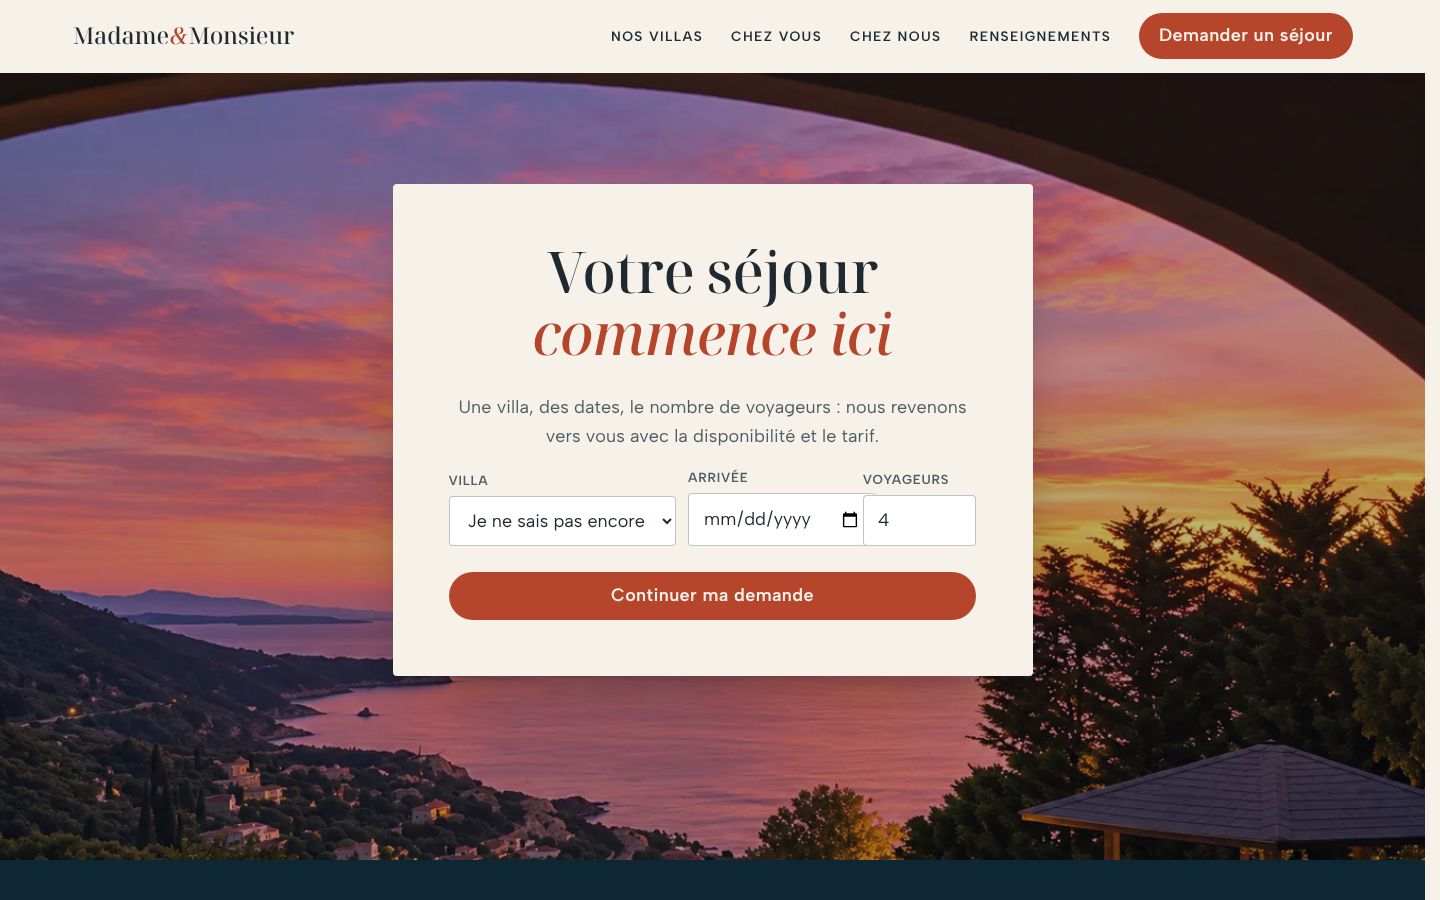 Madame&Monsieur
NOS VILLAS
CHEZ VOUS
CHEZ NOUS
RENSEIGNEMENTS
Demander un séjour
Votre séjour
commence ici
Une villa, des dates, le nombre de voyageurs : nous revenons
vers vous avec la disponibilité et le tarif.
VILLA
ARRIVÉE
VOYAGEURS
Je ne sais pas encore
mm/dd/yyyy
4
Continuer ma demande